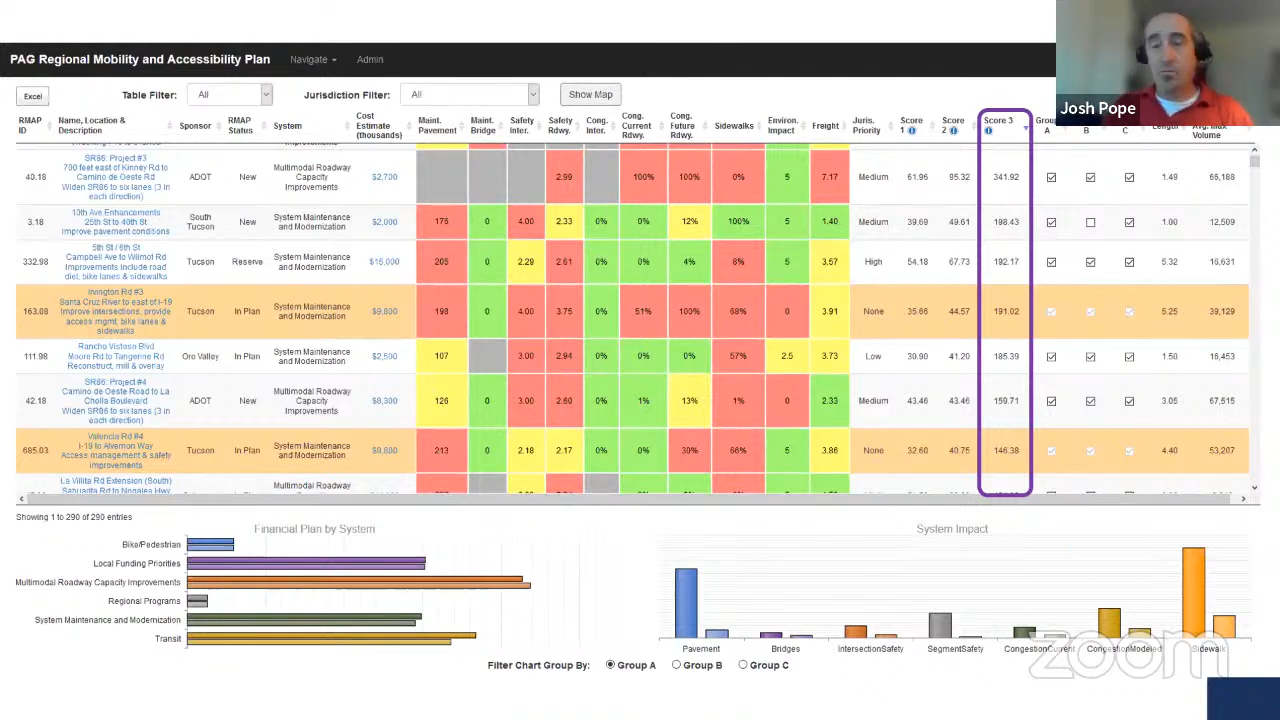 PAG Regional Mobility and Accessibility Plan Navigate Admin
Josh Pope
Excel Table Filter: All Jurisdiction Filter: All Show Map
RMAP ID Name, Location & Description Sponsor RMAP Status System Cost Estimate (thousands) Maint. Pavement Maint. Bridge Safety Inter. Safety Rdwy. Cong. Inter. Cong. Current Rdwy. Cong. Future Rdwy. Sidewalks Environ. Impact Freight Juris. Priority Score 1 Score 2 Score 3 Group A B C Length Avg. Max Volume
40.18 SR86: Project #3 700 feet east of Kinney Rd to Camino de Oeste Rd Widen SR86 to six lanes (3 in each direction) ADOT New Multimodal Roadway Capacity Improvements $2,700 2.99 100% 100% 0% 5 7.17 Medium 61.96 95.32 341.92 1.49 66,188
3.18 10th Ave Enhancements 25th St to 40th St Improve pavement conditions South Tucson New System Maintenance and Modernization $2,000 175 0 4.00 2.33 0% 0% 12% 100% 5 1.40 Medium 39.69 49.61 198.43 1.00 12,509
332.98 5th St / 6th St Campbell Ave to Wilmot Rd Improvements include road diet, bike lanes & sidewalks Tucson Reserve System Maintenance and Modernization $15,000 205 0 2.29 2.61 0% 0% 4% 8% 5 3.57 High 54.18 67.73 192.17 5.32 16,631
163.08 Irvington Rd #3 Santa Cruz River to east of I-19 Improve intersections, provide access mgmt, bike lanes & sidewalks Tucson In Plan System Maintenance and Modernization $9,800 198 0 4.00 3.75 0% 51% 100% 68% 0 3.91 None 35.66 44.57 191.02 5.25 39,129
111.98 Rancho Vistoso Blvd Moore Rd to Tangerine Rd Reconstruct, mill & overlay Oro Valley In Plan System Maintenance and Modernization $2,500 107 3.00 2.94 0% 0% 0% 57% 2.5 3.73 Low 30.90 41.20 185.39 1.50 16,453
42.18 SR86: Project #4 Camino de Oeste Road to La Cholla Boulevard Widen SR86 to six lanes (3 in each direction) ADOT New Multimodal Roadway Capacity Improvements $8,300 126 0 3.00 2.60 0% 1% 13% 1% 0 2.33 Medium 43.46 43.46 159.71 3.05 67,515
685.03 Valencia Rd #4 I-19 to Alvernon Way Access management & safety improvements Tucson In Plan System Maintenance and Modernization $9,800 213 0 2.18 2.17 0% 0% 30% 66% 5 3.86 None 32.60 40.75 146.38 4.40 53,207
La Villita Rd Extension (South) Sahuarita Rd to Nogales Hwy Multimodal Roadway
Showing 1 to 290 of 290 entries
Financial Plan by System
Bike/Pedestrian
Local Funding Priorities
Multimodal Roadway Capacity Improvements
Regional Programs
System Maintenance and Modernization
Transit
System Impact
Pavement Bridges IntersectionSafety SegmentSafety CongestionCurrent CongestionModeled Sidewalk
Filter Chart Group By: Group A Group B Group C
zoom